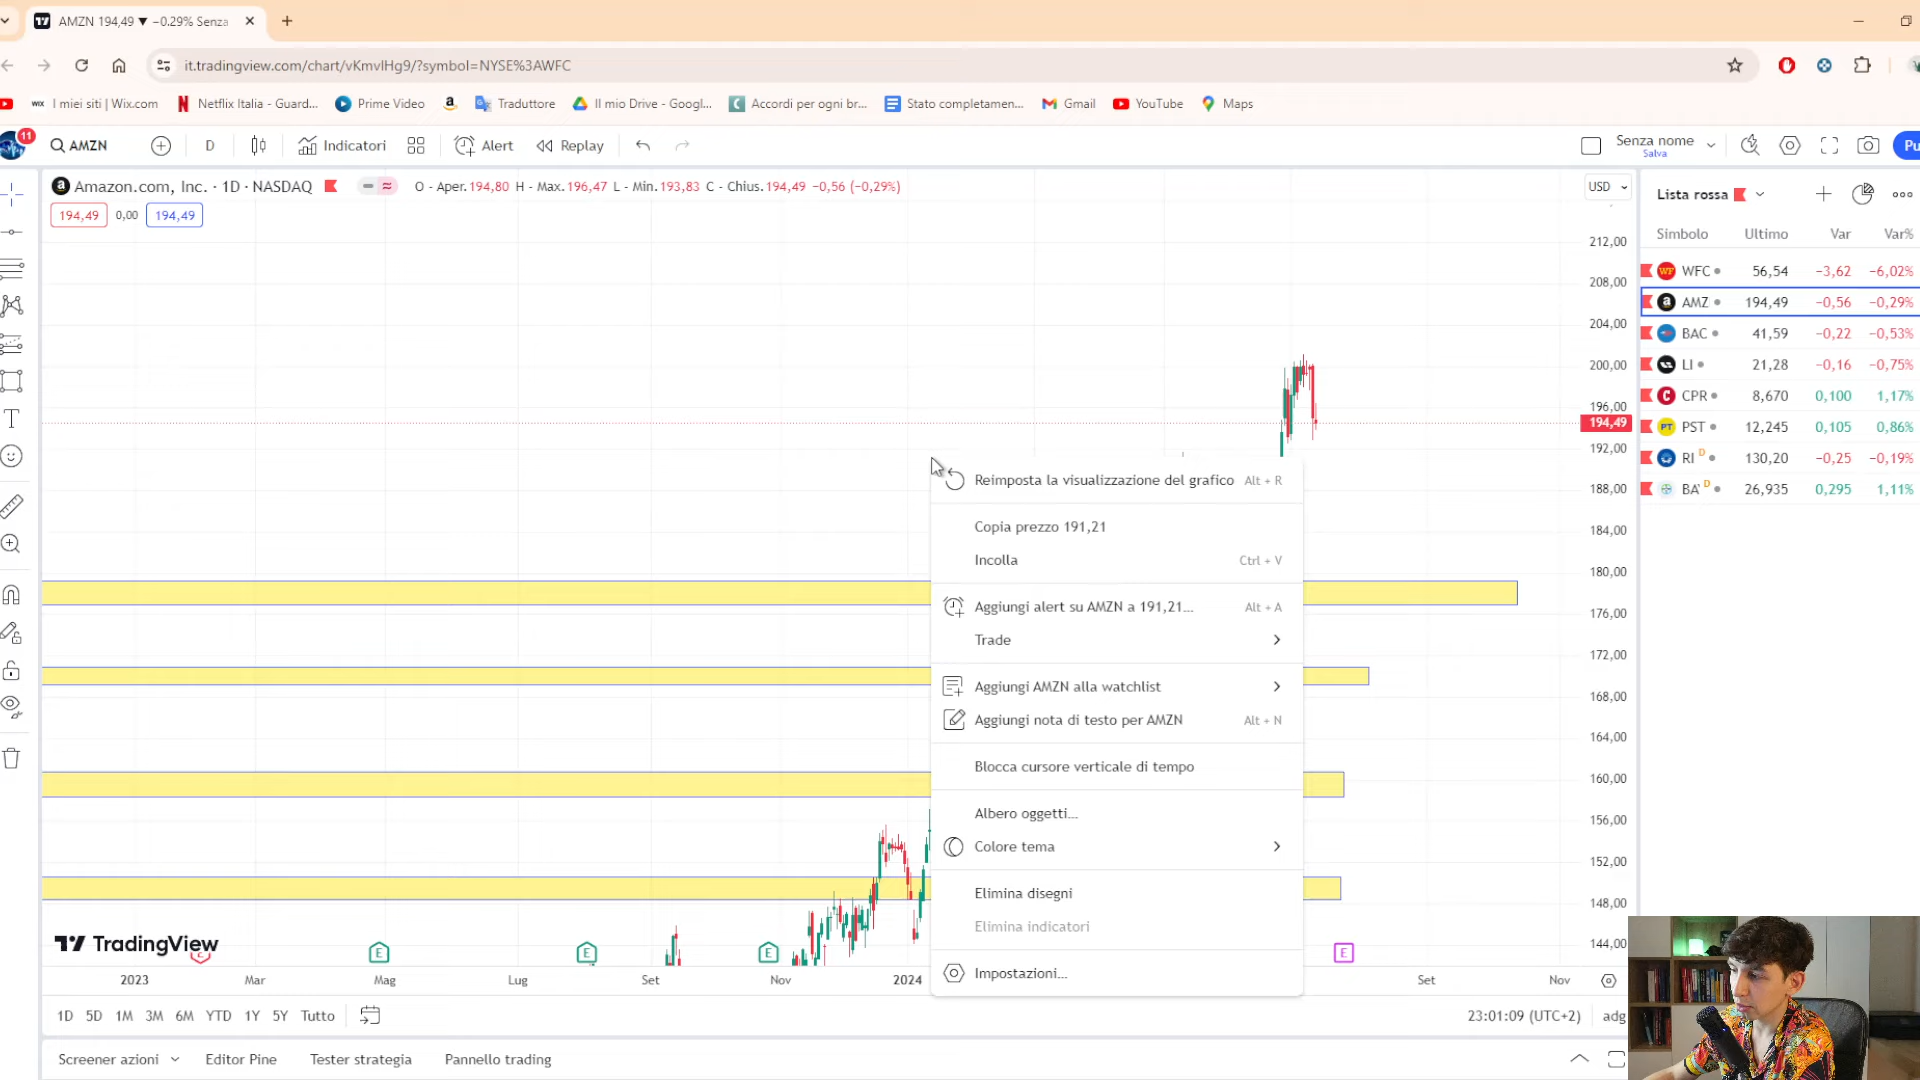 AMZN 194,49 ▼ −0.29% Senza
it.tradingview.com/chart/vKmvIHg9/?symbol=NYSE%3AWFC
I miei siti | Wix.com
Netflix Italia - Guard...
Prime Video
Traduttore
Il mio Drive - Googl...
Accordi per ogni br...
Stato completamen...
Gmail
YouTube
Maps
11
AMZN
D
Indicatori
Alert
Replay
Senza nome
Salva
Pu
Amazon.com, Inc. · 1D · NASDAQ
O - Aper.194,80 H - Max.196,47 L - Min.193,83 C - Chius.194,49 −0,56 (−0,29%)
194,49
0,00
194,49
USD
212,00
208,00
204,00
200,00
196,00
194,49
192,00
188,00
184,00
180,00
176,00
172,00
168,00
164,00
160,00
156,00
152,00
148,00
144,00
Lista rossa
Simbolo Ultimo Var Var%
WFC 56,54 −3,62 −6,02%
AMZ 194,49 −0,56 −0,29%
BAC 41,59 −0,22 −0,53%
LI 21,28 −0,16 −0,75%
CPR 8,670 0,100 1,17%
PST 12,245 0,105 0,86%
RI D 130,20 −0,25 −0,19%
BA' D 26,935 0,295 1,11%
Reimposta la visualizzazione del grafico Alt + R
Copia prezzo 191,21
Incolla Ctrl + V
Aggiungi alert su AMZN a 191,21... Alt + A
Trade
Aggiungi AMZN alla watchlist
Aggiungi nota di testo per AMZN Alt + N
Blocca cursore verticale di tempo
Albero oggetti...
Colore tema
Elimina disegni
Elimina indicatori
Impostazioni...
TradingView
E
E
E
E
E
2023 Mar Mag Lug Set Nov 2024 Set Nov
1D 5D 1M 3M 6M YTD 1Y 5Y Tutto
23:01:09 (UTC+2)
adg
Screener azioni
Editor Pine
Tester strategia
Pannello trading